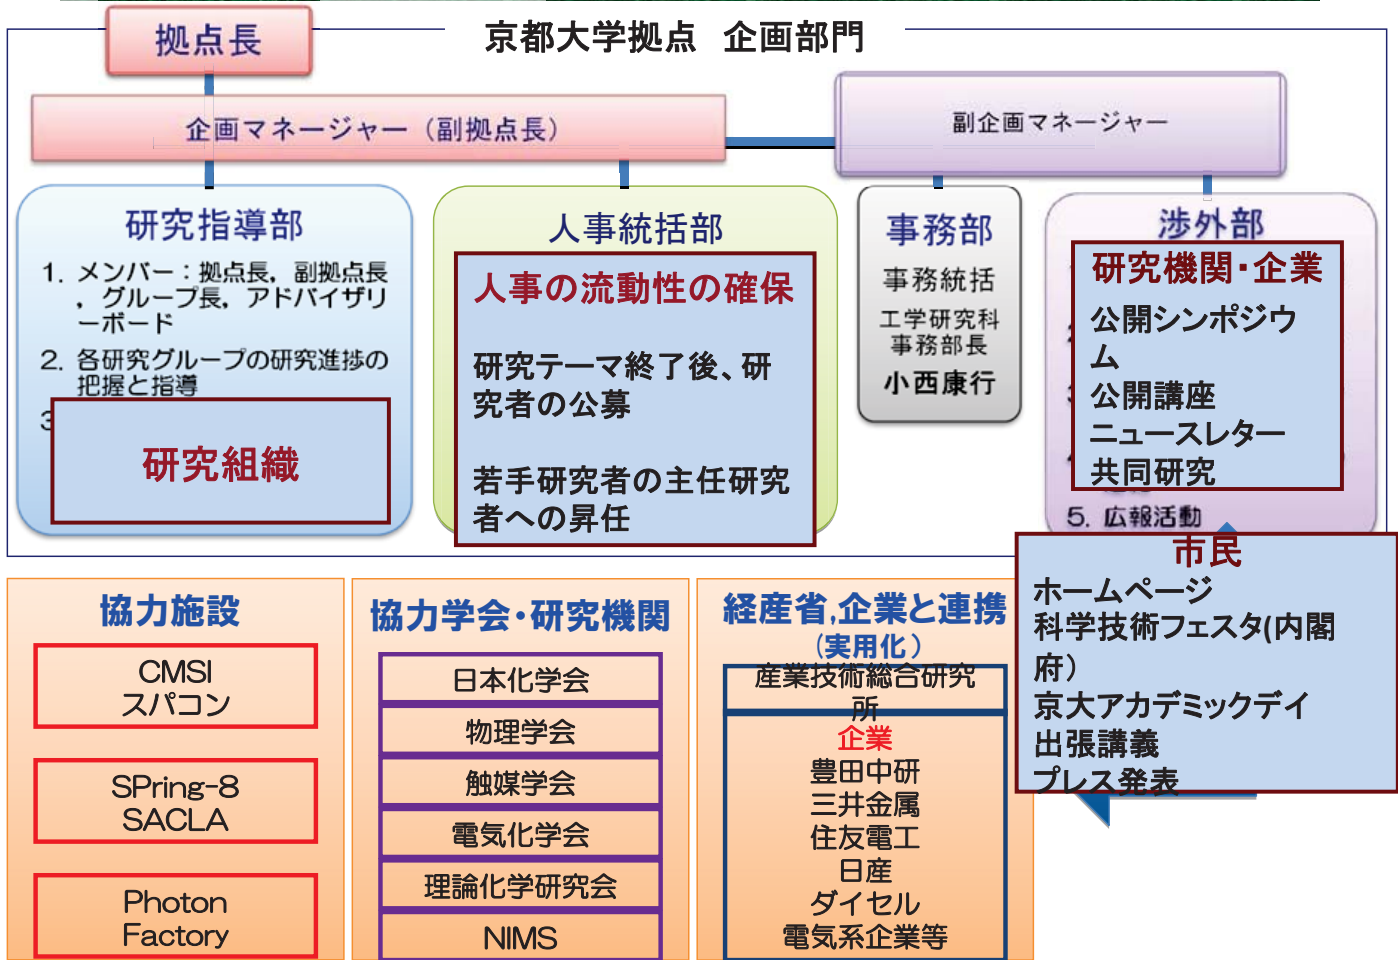 拠点長
京都大学拠点 企画部門
企画マネージャー（副拠点長）
副企画マネージャー
研究指導部
1. メンバー：拠点長，副拠点長
，グループ長，アドバイザリ
ーボード
2. 各研究グループの研究進捗の
把握と指導
3
研究組織
人事統括部
人事の流動性の確保
研究テーマ終了後、研
究者の公募
若手研究者の主任研究
者への昇任
事務部
事務統括
工学研究科
事務部長
小西康行
渉外部
研究機関・企業
公開シンポジウ
ム
公開講座
ニュースレター
共同研究
5. 広報活動
市民
ホームページ
科学技術フェスタ(内閣
府）
京大アカデミックデイ
出張講義
プレス発表
協力施設
CMSI
スパコン
SPring-8
SACLA
Photon
Factory
協力学会・研究機関
日本化学会
物理学会
触媒学会
電気化学会
理論化学研究会
NIMS
経産省,企業と連携
（実用化）
産業技術総合研究
所
企業
豊田中研
三井金属
住友電工
日産
ダイセル
電気系企業等